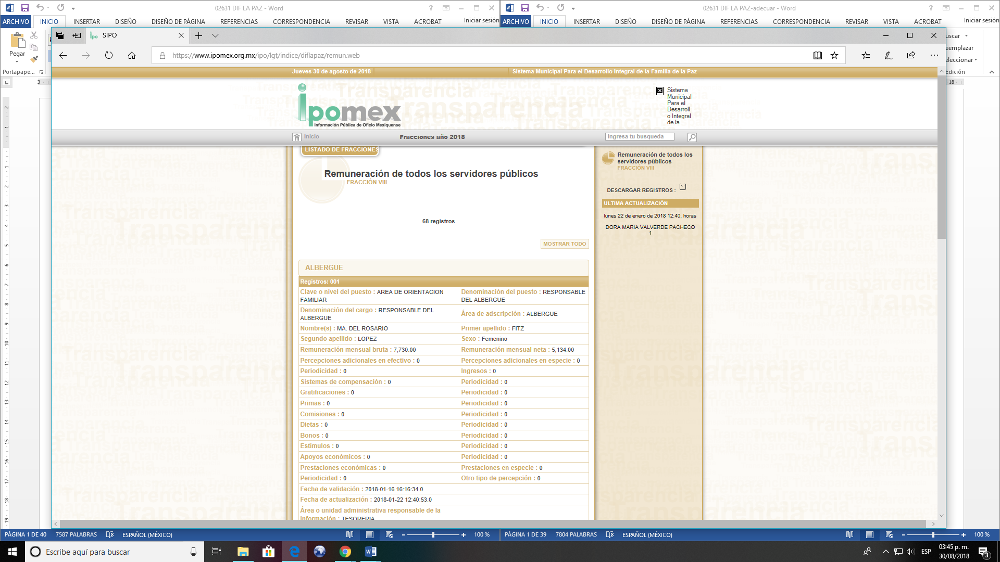 02631 DIF LA PAZ - Word
02631 DIF LA PAZ-adecuar - Word
ARCHIVO INICIO INSERTAR DISEÑO DISEÑO DE PÁGINA REFERENCIAS CORRESPONDENCIA REVISAR VISTA ACROBAT Iniciar sesión
ARCHIVO INICIO INSERTAR DISEÑO DISEÑO DE PÁGINA REFERENCIAS CORRESPONDENCIA REVISAR VISTA ACROBAT Iniciar sesión
Pegar
Portapape...
uscar
eemplazar
eleccionar
Edición
SIPO
https://www.ipomex.org.mx/ipo/lgt/indice/diflapaz/remun.web
Jueves 30 de agosto de 2018
Sistema Municipal Para el Desarrollo Integral de la Familia de la Paz
Transparencia
ipomex
Información Pública de Oficio Mexiquense
Sistema
Municipal
Para el
Desarroll
o Integral
de la
Inicio
Fracciones año 2018
Ingresa tu busqueda
LISTADO DE FRACCIONES
Remuneración de todos los servidores públicos
FRACCIÓN VIII
68 registros
MOSTRAR TODO
ALBERGUE
Registros: 001
Clave o nivel del puesto : AREA DE ORIENTACION FAMILIAR
Denominación del puesto : RESPONSABLE DEL ALBERGUE
Denominación del cargo : RESPONSABLE DEL ALBERGUE
Área de adscripción : ALBERGUE
Nombre(s) : MA. DEL ROSARIO
Primer apellido : FITZ
Segundo apellido : LOPEZ
Sexo : Femenino
Remuneración mensual bruta : 7,730.00
Remuneración mensual neta : 5,134.00
Percepciones adicionales en efectivo : 0
Percepciones adicionales en especie : 0
Periodicidad : 0
Ingresos : 0
Sistemas de compensación : 0
Periodicidad : 0
Gratificaciones : 0
Periodicidad : 0
Primas : 0
Periodicidad : 0
Comisiones : 0
Periodicidad : 0
Dietas : 0
Periodicidad : 0
Bonos : 0
Periodicidad : 0
Estímulos : 0
Periodicidad : 0
Apoyos económicos : 0
Periodicidad : 0
Prestaciones económicas : 0
Prestaciones en especie : 0
Periodicidad : 0
Otro tipo de percepción : 0
Fecha de validación : 2018-01-16 16:16:34.0
Fecha de actualización : 2018-01-22 12:40:53.0
Área o unidad administrativa responsable de la
información : TESORERIA
Remuneración de todos los
servidores públicos
FRACCIÓN VIII
DESCARGAR REGISTROS :
ULTIMA ACTUALIZACIÓN
lunes 22 de enero de 2018 12:40, horas
DORA MARIA VALVERDE PACHECO
1
PÁGINA 1 DE 40 7587 PALABRAS ESPAÑOL (MÉXICO) 100 %
PÁGINA 1 DE 39 7804 PALABRAS ESPAÑOL (MÉXICO) 100 %
Escribe aquí para buscar
ESP
03:45 p. m.
30/08/2018
3